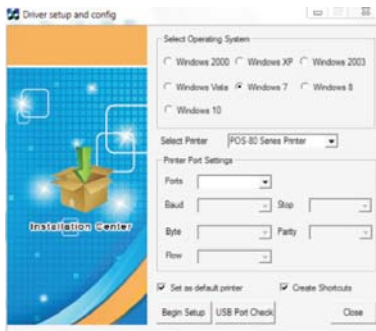 Driver setup and config
Select Operating System
Windows 2000 Windows XP Windows 2003
Windows Vista Windows 7 Windows 8
Windows 10
Select Printer POS-80 Series Printer
Printer Port Settings
Ports
Baud Stop
Byte Parity
Flow
Installation Center
Set as default printer Create Shortcuts
Begin Setup USB Port Check Close